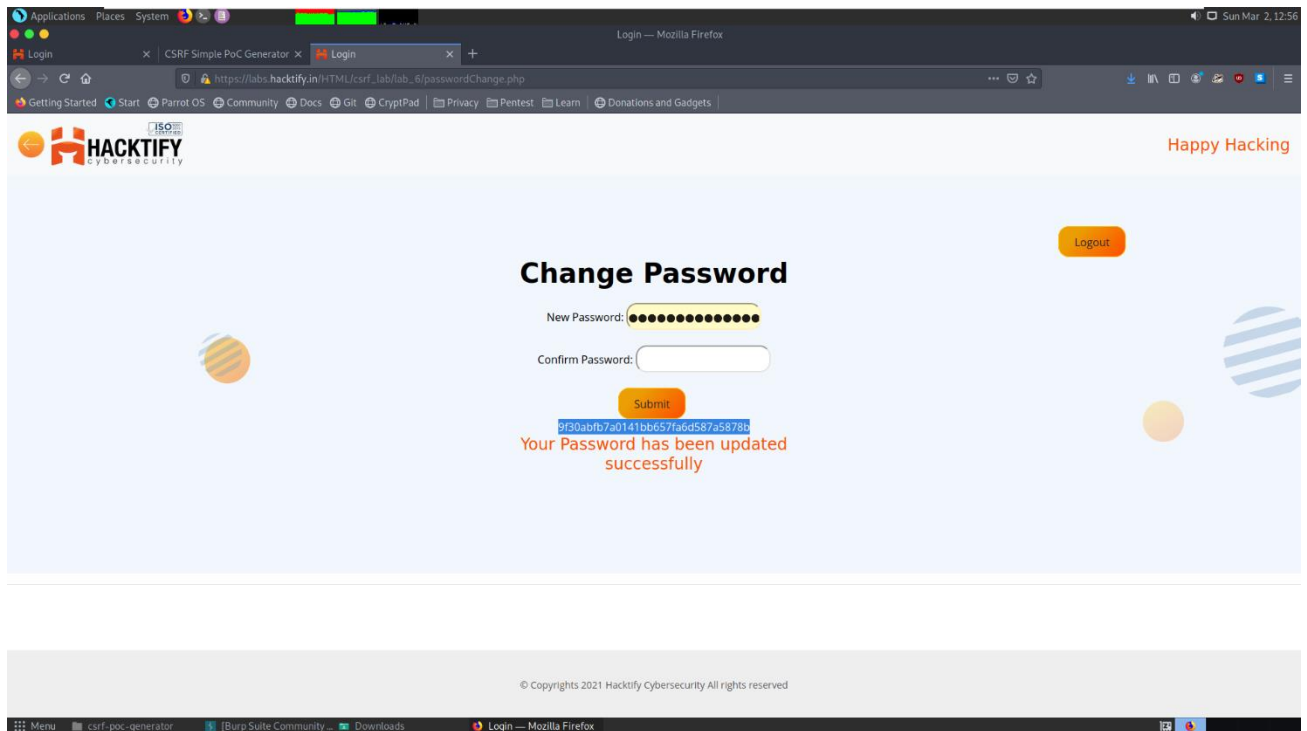 Applications Places System
Sun Mar 2, 12:56
Login — Mozilla Firefox
Login × CSRF Simple PoC Generator × Login × +
https://labs.hacktify.in/HTML/csrf_lab/lab_6/passwordChange.php
Getting Started Start Parrot OS Community Docs Git CryptPad Privacy Pentest Learn Donations and Gadgets
ISO
CERTIFIED
HACKTIFY
cybersecurity
Happy Hacking
Logout
Change Password
New Password:
Confirm Password:
Submit
9f30abfb7a0141bb657fa6d587a5878b
Your Password has been updated
successfully
© Copyrights 2021 Hacktify Cybersecurity All rights reserved
Menu csrf-poc-generator [Burp Suite Community ... Downloads Login — Mozilla Firefox